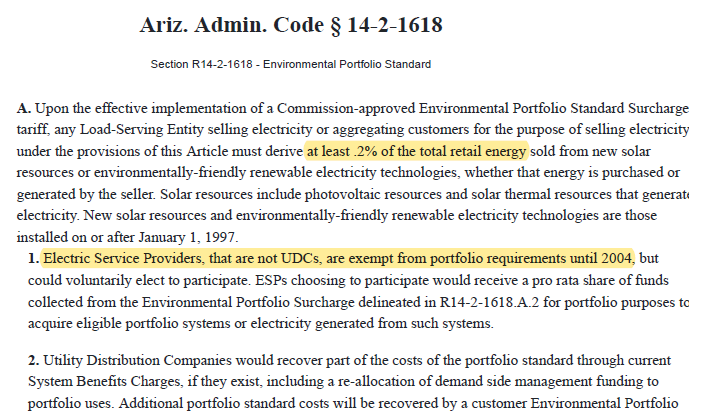 Ariz. Admin. Code § 14-2-1618
Section R14-2-1618 - Environmental Portfolio Standard
A. Upon the effective implementation of a Commission-approved Environmental Portfolio Standard Surcharge
tariff, any Load-Serving Entity selling electricity or aggregating customers for the purpose of selling electricity
under the provisions of this Article must derive at least .2% of the total retail energy sold from new solar
resources or environmentally-friendly renewable electricity technologies, whether that energy is purchased or
generated by the seller. Solar resources include photovoltaic resources and solar thermal resources that generate
electricity. New solar resources and environmentally-friendly renewable electricity technologies are those
installed on or after January 1, 1997.
1. Electric Service Providers, that are not UDCs, are exempt from portfolio requirements until 2004, but
could voluntarily elect to participate. ESPs choosing to participate would receive a pro rata share of funds
collected from the Environmental Portfolio Surcharge delineated in R14-2-1618.A.2 for portfolio purposes to
acquire eligible portfolio systems or electricity generated from such systems.
2. Utility Distribution Companies would recover part of the costs of the portfolio standard through current
System Benefits Charges, if they exist, including a re-allocation of demand side management funding to
portfolio uses. Additional portfolio standard costs will be recovered by a customer Environmental Portfolio